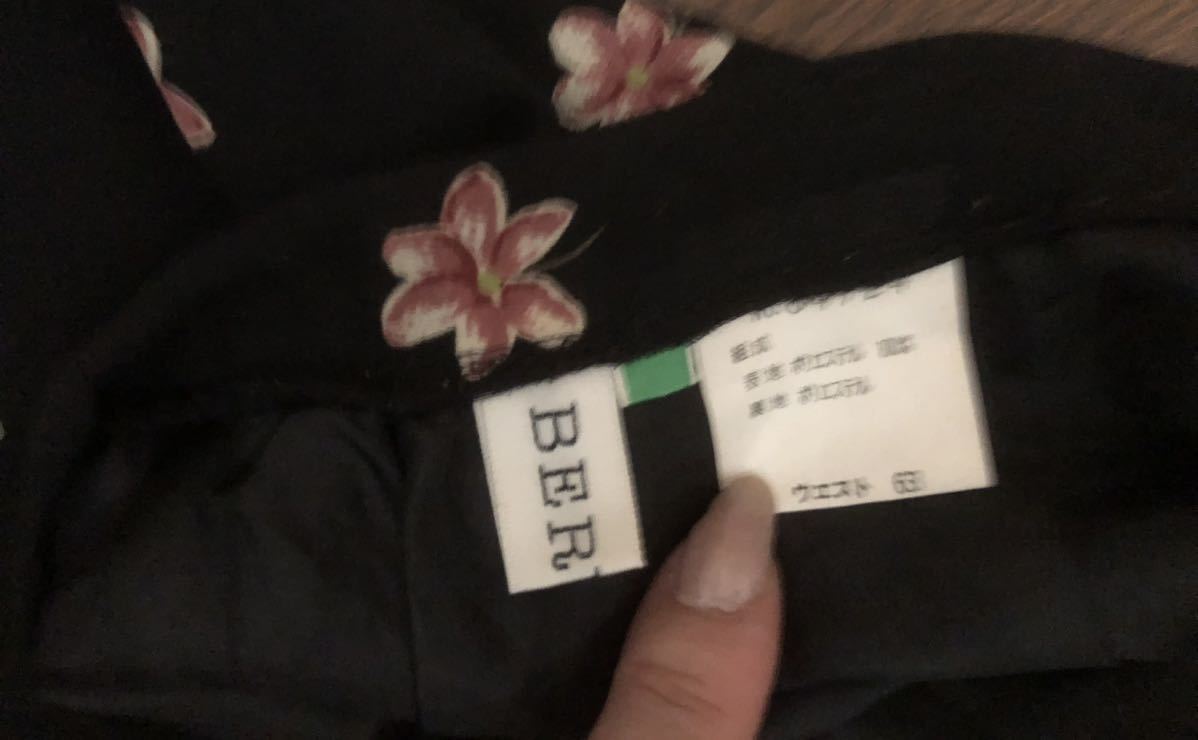 BERT
組成
表地 ポリエステル 100%
裏地 ポリエステル
ウエスト 63